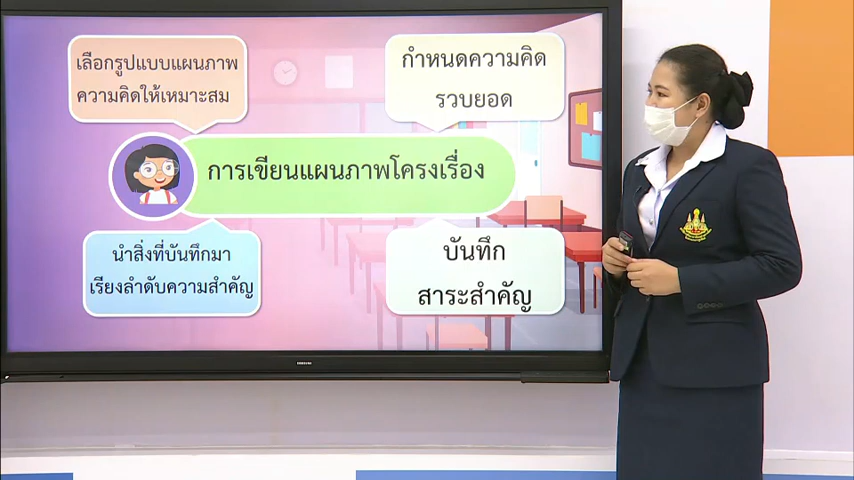 เลือกรูปแบบแผนภาพ
ความคิดให้เหมาะสม
กำหนดความคิด
รวบยอด
การเขียนแผนภาพโครงเรื่อง
นำสิ่งที่บันทึกมา
เรียงลำดับความสำคัญ
บันทึก
สาระสำคัญ
SAMSUNG